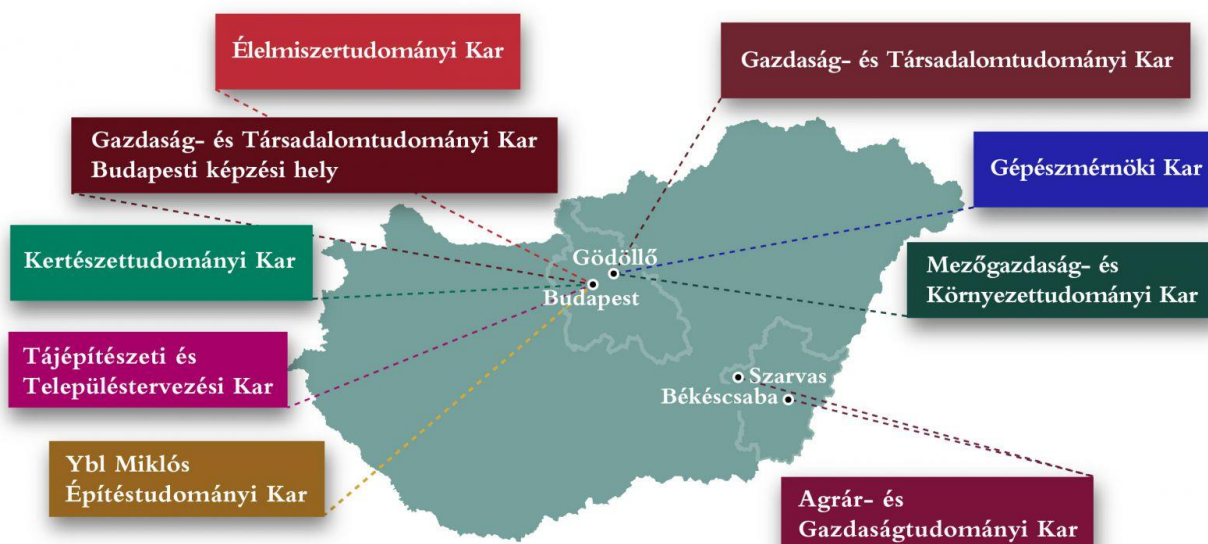 Élelmiszertudományi Kar
Gazdaság- és Társadalomtudományi Kar
Gazdaság- és Társadalomtudományi Kar
Budapesti képzési hely
Gépészmérnöki Kar
Kertészettudományi Kar
Gödöllő
Budapest
Mezőgazdaság- és
Környezettudományi Kar
Tájépítészeti és
Településtervezési Kar
Szarvas
Békéscsaba
Ybl Miklós
Építéstudományi Kar
Agrár- és
Gazdaságtudományi Kar